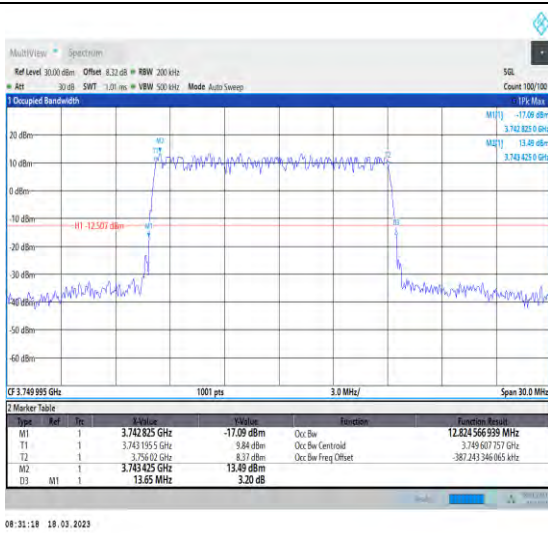 MultiView Spectrum
Ref Level 30.00 dBm Offset 8.32 dB RBW 200 kHz SGL
Att 30 dB SWT 1.01 ms VBW 500 kHz Mode Auto Sweep Count 100/100
1 Occupied Bandwidth 1Pk Max
M1[1] -17.09 dBm
3.742 825 0 GHz
M2[1] 13.49 dBm
3.743 425 0 GHz
20 dBm
M2
T1
10 dBm
0 dBm
-10 dBm
H1 -12.507 dBm
M1
-20 dBm
-30 dBm
-40 dBm
-50 dBm
-60 dBm
CF 3.749 995 GHz 1001 pts 3.0 MHz/ Span 30.0 MHz
2 Marker Table
Type Ref Trc X-Value Y-Value Function Function Result
M1 1 3.742 825 GHz -17.09 dBm Occ Bw 12.824 566 939 MHz
T1 1 3.743 195 5 GHz 9.84 dBm Occ Bw Centroid 3.749 607 757 GHz
T2 1 3.756 02 GHz 8.37 dBm Occ Bw Freq Offset -387.243 346 065 kHz
M2 1 3.743 425 GHz 13.49 dBm
D3 M1 1 13.65 MHz 3.20 dB
08:31:18 18.03.2023